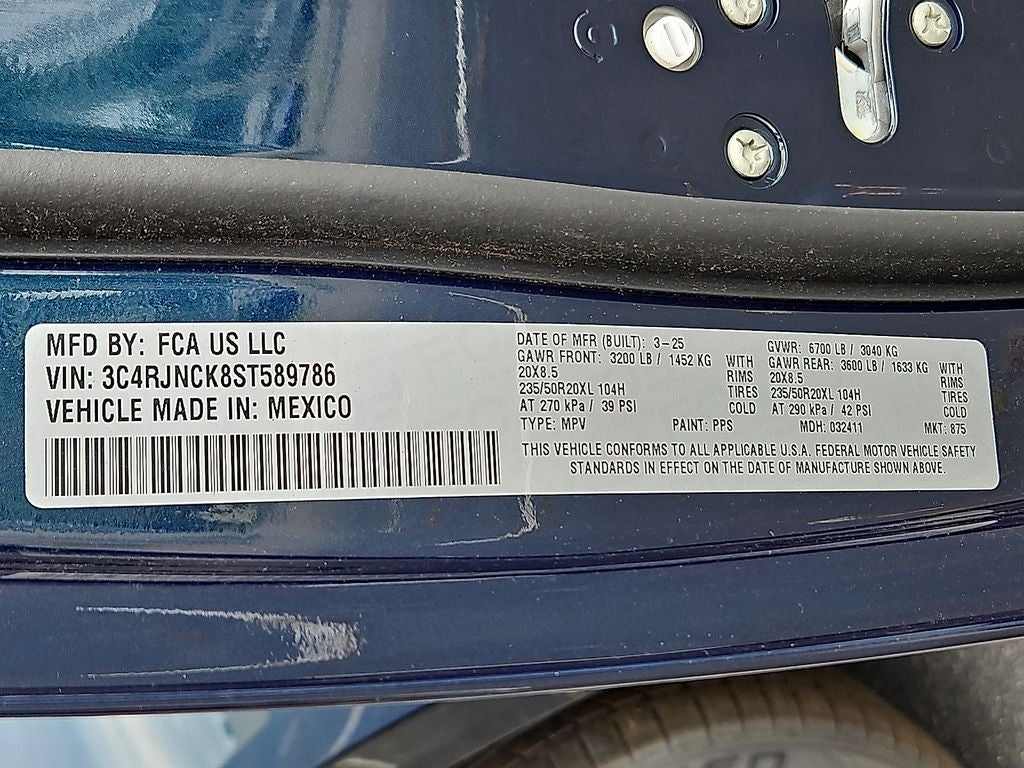 MFD BY: FCA US LLC
VIN: 3C4RJNCK8ST589786
VEHICLE MADE IN: MEXICO
DATE OF MFR (BUILT): 3-25 GVWR: 6700 LB / 3040 KG
GAWR FRONT: 3200 LB / 1452 KG WITH GAWR REAR: 3600 LB / 1633 KG WITH
20X8.5 RIMS 20X8.5 RIMS
235/50R20XL 104H TIRES 235/50R20XL 104H TIRES
AT 270 kPa / 39 PSI COLD AT 290 kPa / 42 PSI COLD
TYPE: MPV PAINT: PPS MDH: 032411 MKT: 875
THIS VEHICLE CONFORMS TO ALL APPLICABLE U.S.A. FEDERAL MOTOR VEHICLE SAFETY
STANDARDS IN EFFECT ON THE DATE OF MANUFACTURE SHOWN ABOVE.